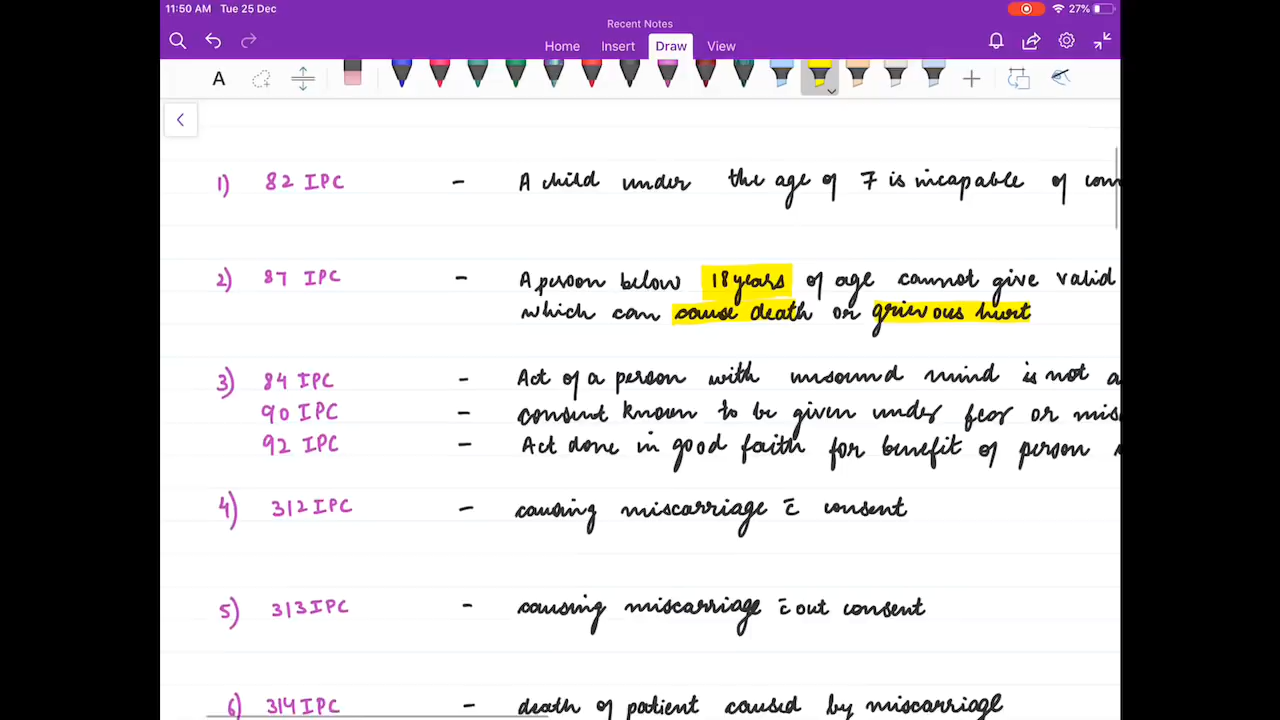 11:50 AM Tue 25 Dec 27%
Recent Notes
Home Insert Draw View
A
1) 82 IPC - A child under the age of 7 is incapable of com
2) 87 IPC - A person below 18 years of age cannot give valid
which can cause death or grievous hurt
3) 84 IPC - Act of a person with unsound mind is not a
90 IPC - consent known to be given under fear or mis
92 IPC - Act done in good faith for benefit of person
4) 312 IPC - causing miscarriage c̄ consent
5) 313 IPC - causing miscarriage c̄ out consent
6) 314 IPC - death of patient caused by miscarriage